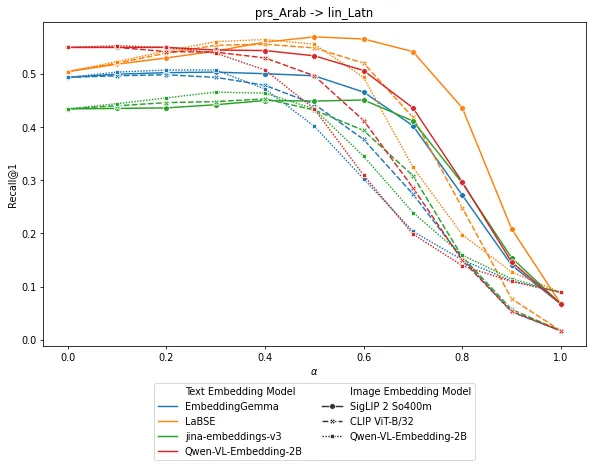 prs_Arab -> lin_Latn
Recall@1
0.5
0.4
0.3
0.2
0.1
0.0
0.0 0.2 0.4 0.6 0.8 1.0
α
Text Embedding Model
EmbeddingGemma
LaBSE
jina-embeddings-v3
Qwen-VL-Embedding-2B
Image Embedding Model
SigLIP 2 So400m
CLIP ViT-B/32
Qwen-VL-Embedding-2B